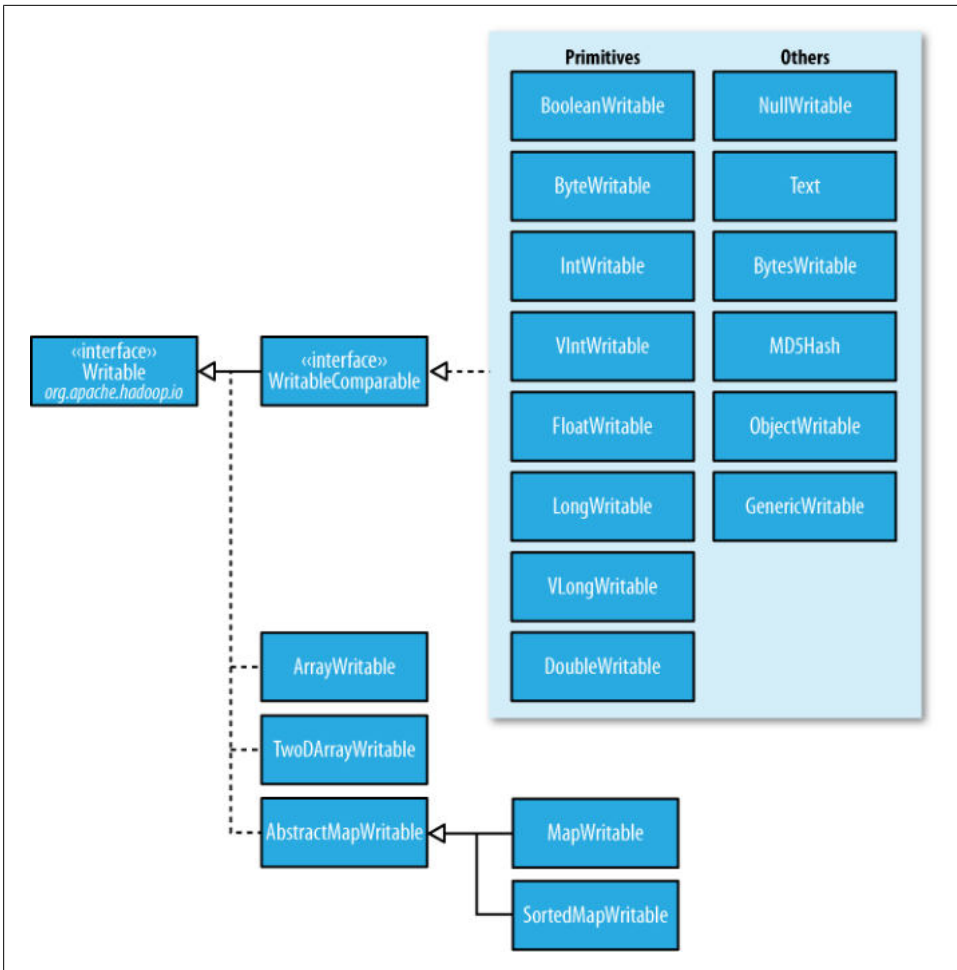 Primitives
Others
BooleanWritable
NullWritable
ByteWritable
Text
IntWritable
BytesWritable
«interface»
Writable
org.apache.hadoop.io
«interface»
WritableComparable
VIntWritable
MD5Hash
FloatWritable
ObjectWritable
LongWritable
GenericWritable
VLongWritable
ArrayWritable
DoubleWritable
TwoDArrayWritable
AbstractMapWritable
MapWritable
SortedMapWritable